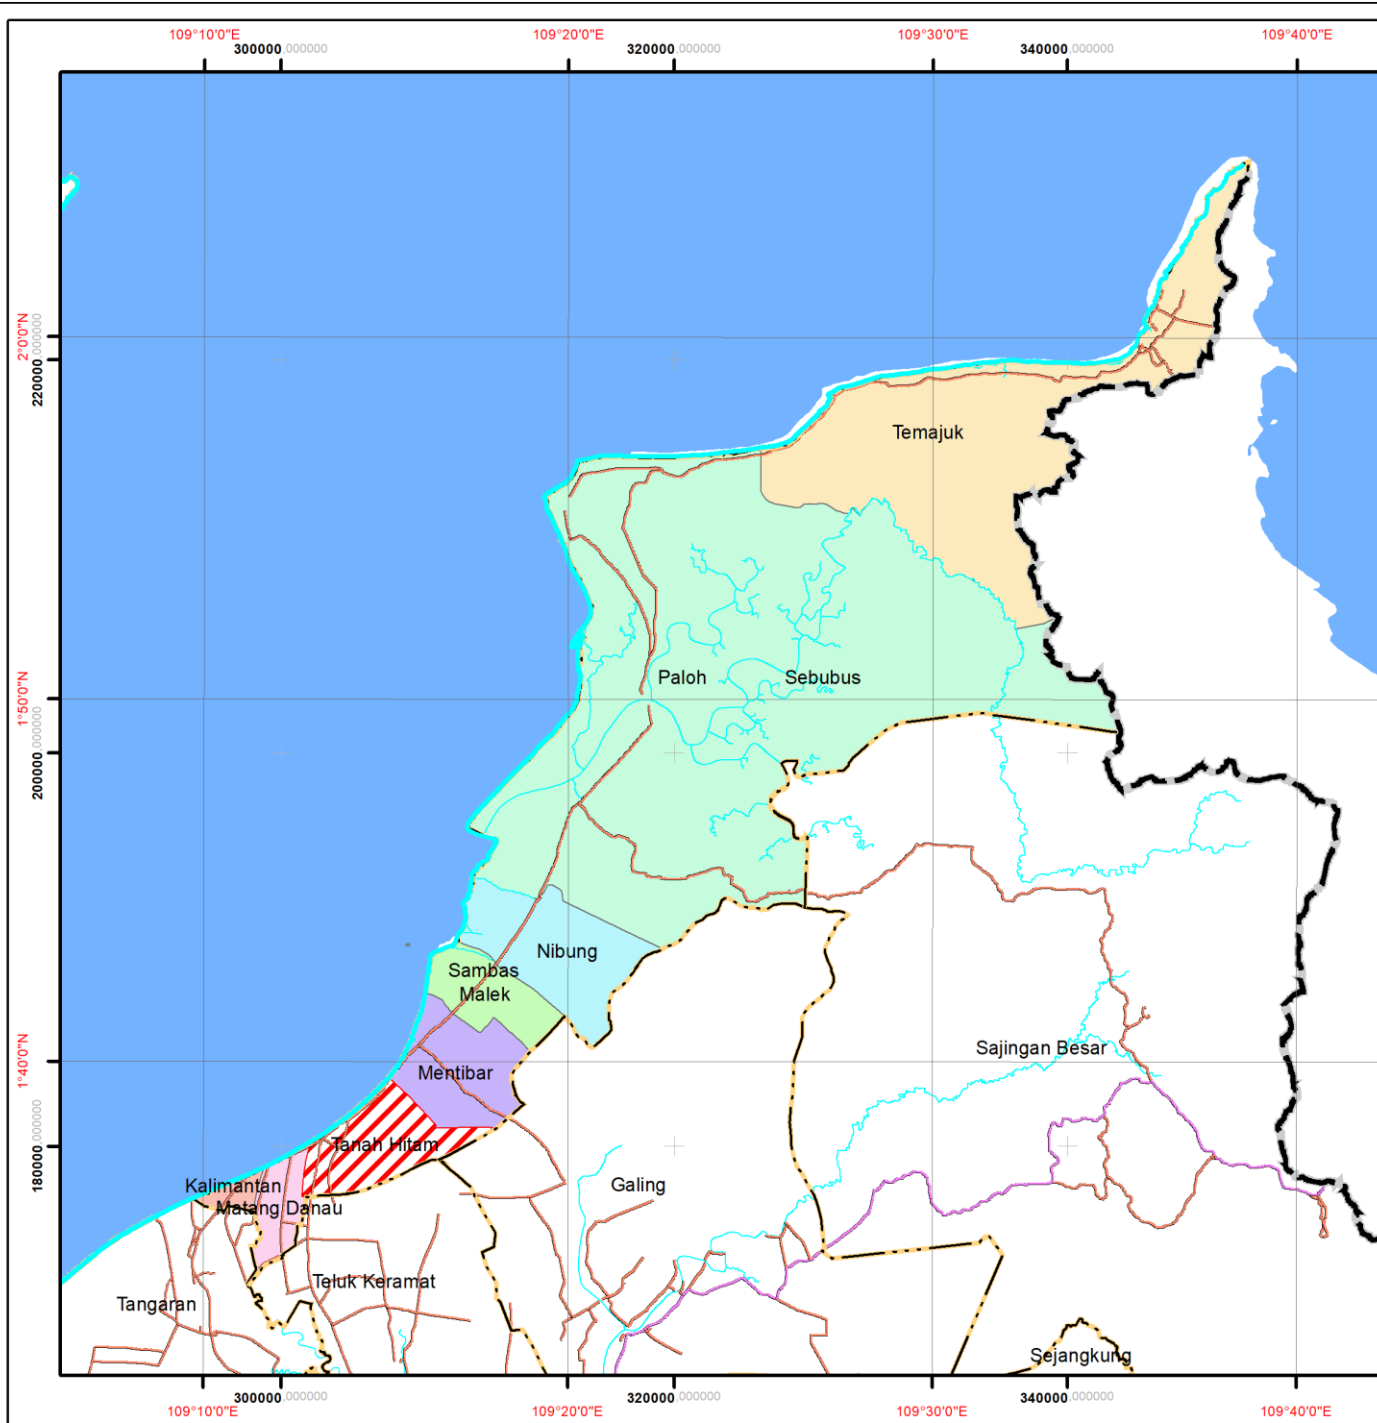 109°10'0"E 109°20'0"E 109°30'0"E 109°40'0"E
300000.000000 320000.000000 340000.000000
2°0'0"N
220000.000000
Temajuk
Paloh Sebubus
1°50'0"N
200000.000000
Nibung
Sambas
Malek
Sajingan Besar
1°40'0"N
Mentibar
180000.000000
Tanah Hitam
Kalimantan
Galing
Matang Danau
Teluk Keramat
Tangaran
Sejangkung
300000.000000 320000.000000 340000.000000
109°10'0"E 109°20'0"E 109°30'0"E 109°40'0"E